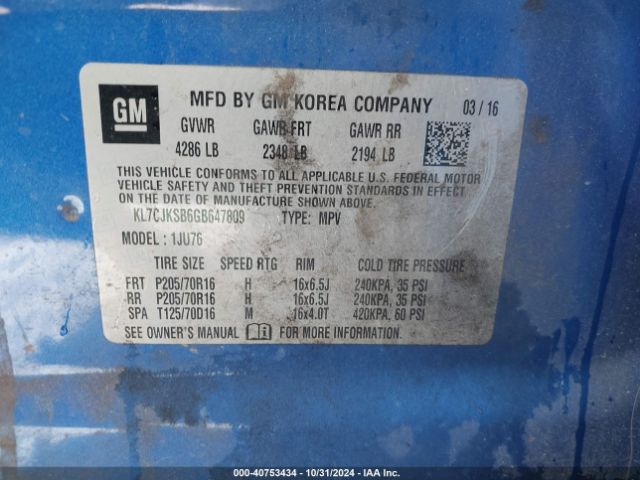 GM
MFD BY GM KOREA COMPANY 03 / 16
GVWR GAWR FRT GAWR RR
4286 LB 2348 LB 2194 LB
THIS VEHICLE CONFORMS TO ALL APPLICABLE U.S. FEDERAL MOTOR
VEHICLE SAFETY AND THEFT PREVENTION STANDARDS IN EFFECT
ON THE DATE OF MANUFACTURE SHOWN ABOVE.
KL7CJKSB6GB647809 TYPE: MPV
MODEL: 1JU76
TIRE SIZE SPEED RTG RIM COLD TIRE PRESSURE
FRT P205/70R16 H 16x6.5J 240KPA, 35 PSI
RR P205/70R16 H 16x6.5J 240KPA, 35 PSI
SPA T125/70D16 M 16x4.0T 420KPA, 60 PSI
SEE OWNER'S MANUAL FOR MORE INFORMATION.
000-40753434 - 10/31/2024 - IAA Inc.